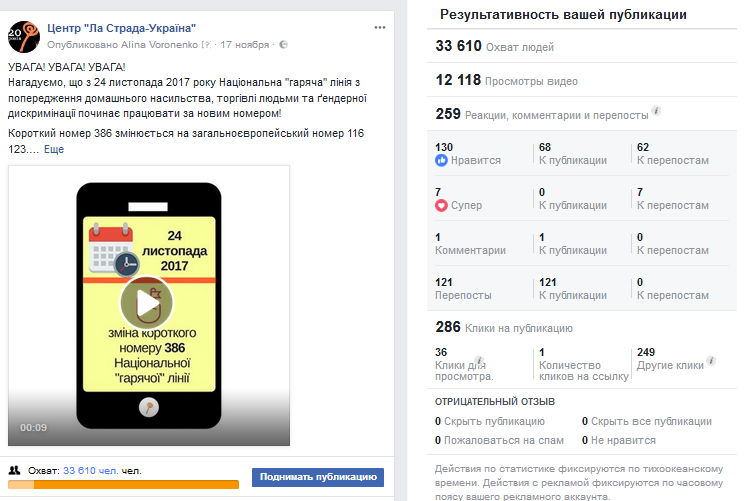 20
РОКІВ
Центр "Ла Страда-Україна"
Опубликовано Alina Voronenko [?] · 17 ноября ·
УВАГА! УВАГА! УВАГА!
Нагадуємо, що з 24 листопада 2017 року Національна "гаряча" лінія з
попередження домашнього насильства, торгівлі людьми та ґендерної
дискримінації починає працювати за новим номером!
Короткий номер 386 змінюється на загальноєвропейський номер 116
123.... Еще
24
листопада
2017
зміна короткого
номеру 386
Національної
"гарячої" лінії
00:09
Охват: 33 610 чел. чел.
Поднимать публикацию
Результативность вашей публикации
33 610 Охват людей
12 118 Просмотры видео
259 Реакции, комментарии и перепосты
130 Нравится
68 К публикации
62 К перепостам
7 Супер
0 К публикации
7 К перепостам
1 Комментарии
1 К публикации
0 К перепостам
121 Перепосты
121 К публикации
0 К перепостам
286 Клики на публикацию
36 Клики для просмотра.
1 Количество кликов на ссылку
249 Другие клики
ОТРИЦАТЕЛЬНЫЙ ОТЗЫВ
0 Скрыть публикацию
0 Скрыть все публикации
0 Пожаловаться на спам
0 Не нравится
Действия по статистике фиксируются по тихоокеанскому
времени. Действия с рекламой фиксируются по часовому
поясу вашего рекламного аккаунта.